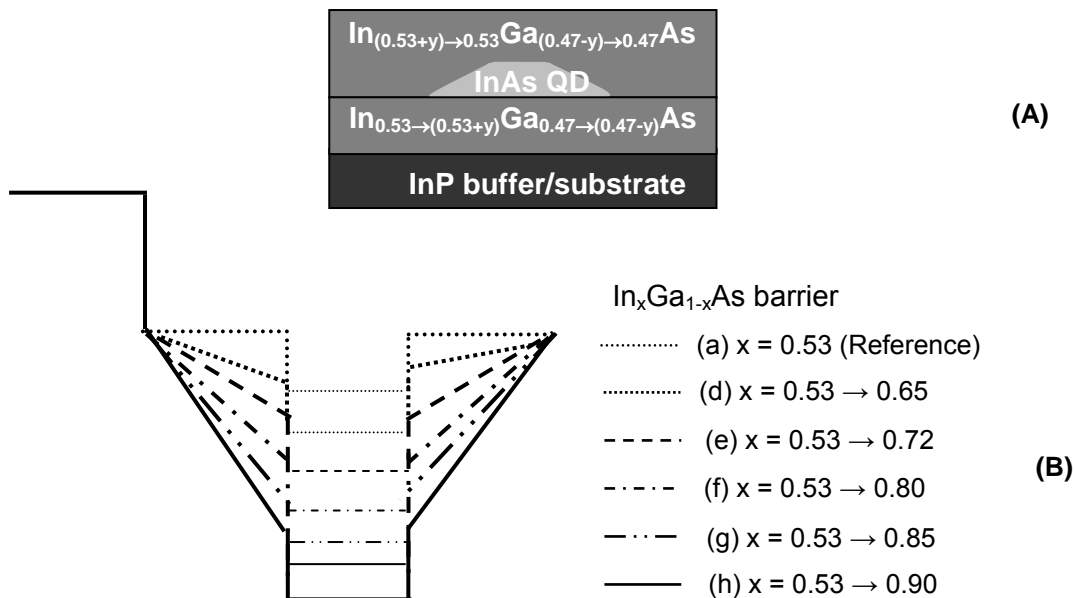 In(0.53+y)→0.53Ga(0.47-y)→0.47As
InAs QD
In0.53→(0.53+y)Ga0.47→(0.47-y)As
InP buffer/substrate
(A)
InxGa1-xAs barrier
(a) x = 0.53 (Reference)
(d) x = 0.53 → 0.65
(e) x = 0.53 → 0.72
(f) x = 0.53 → 0.80
(g) x = 0.53 → 0.85
(h) x = 0.53 → 0.90
(B)